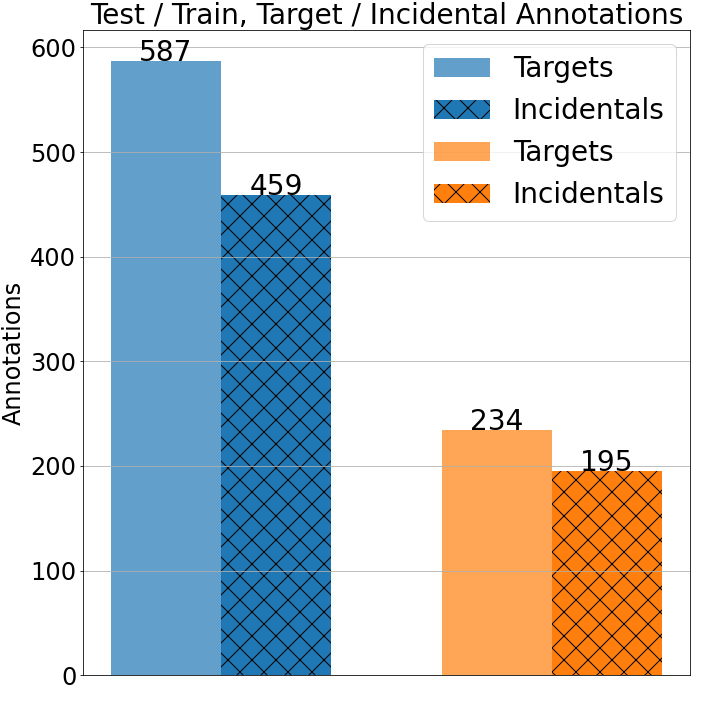 Test / Train, Target / Incidental Annotations
Annotations
600
500
400
300
200
100
0
587
459
234
195
Targets
Incidentals
Targets
Incidentals